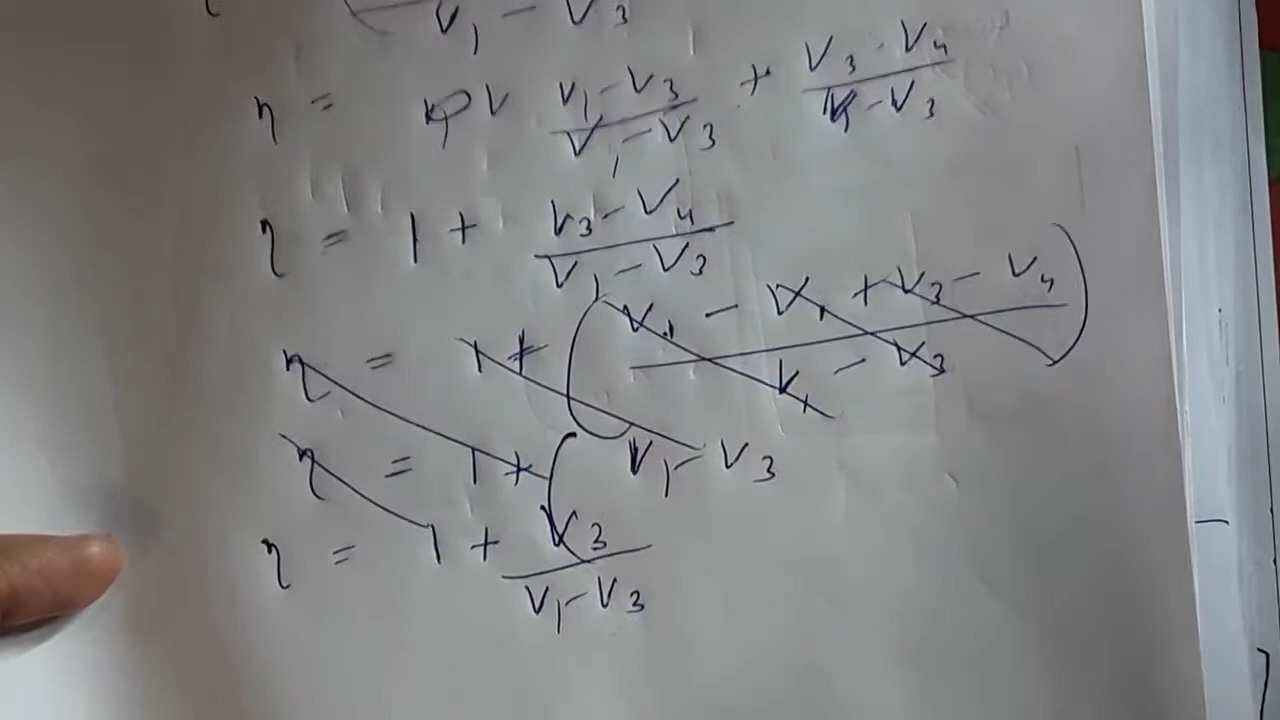 V₁ - V₃
η = (V₁ - V₃)/(V₁ - V₃) + (V₃ - V₄)/(V₁ - V₃)
η = 1 + (V₃ - V₄)/(V₁ - V₃)
η = 1 + ((V₁ - V₁ + V₃ - V₄)/(V₁ - V₃))
η = 1 + ( V₁ - V₃
η = 1 + V₃/(V₁ - V₃)